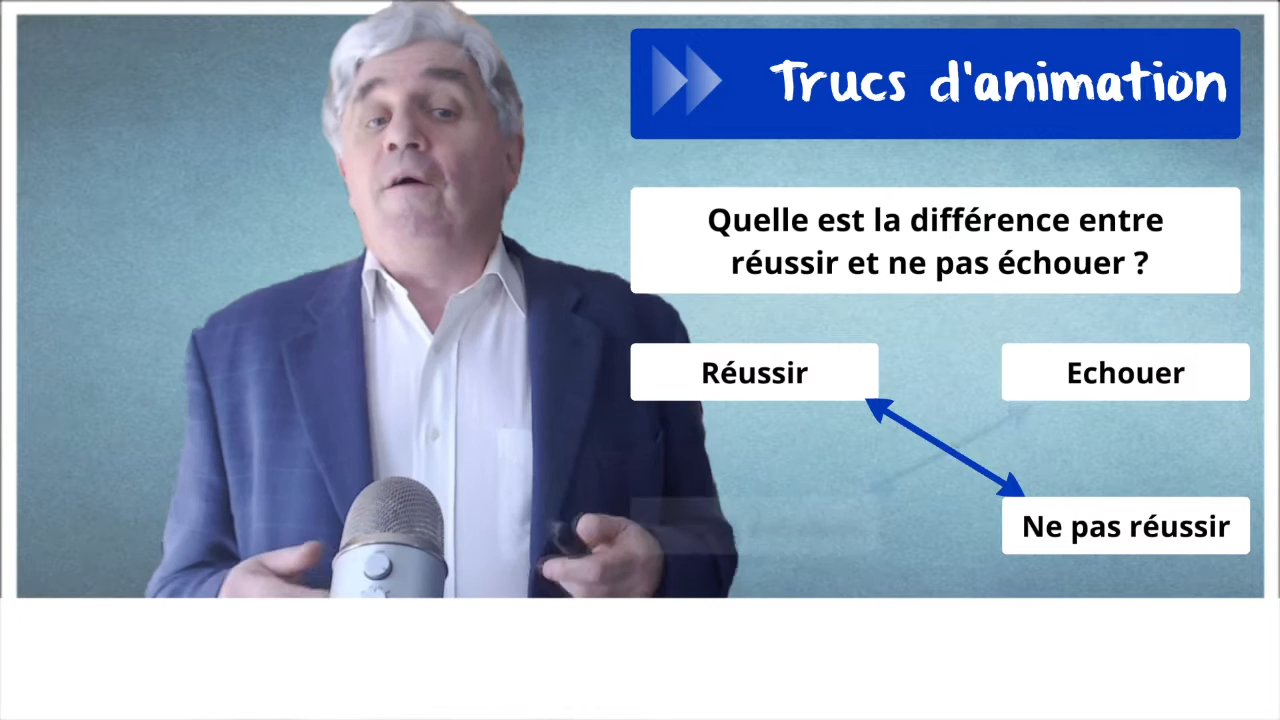 Trucs d'animation
Quelle est la différence entre
réussir et ne pas échouer ?
Réussir
Echouer
Ne pas réussir